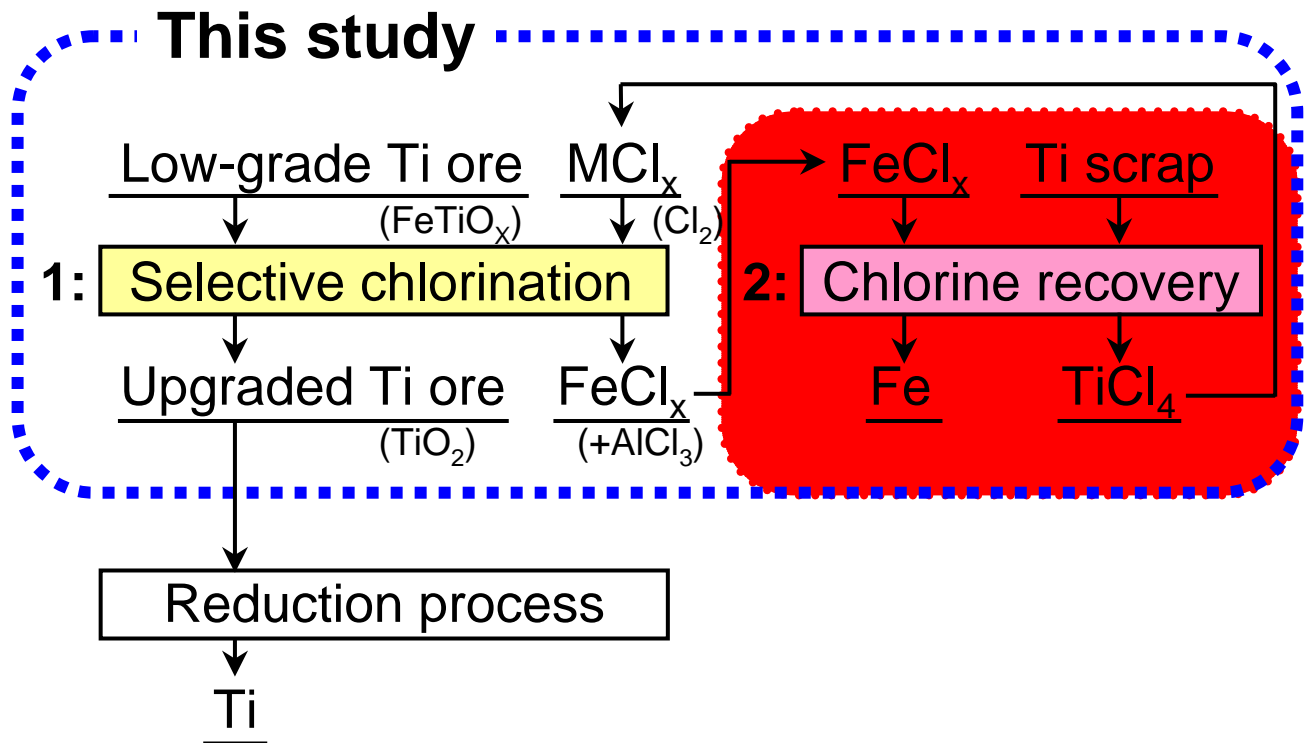 This study
Low-grade Ti ore
(FeTiOX)
MClx
(Cl2)
FeClx
Ti scrap
1:
Selective chlorination
2:
Chlorine recovery
Upgraded Ti ore
(TiO2)
FeClx
(+AlCl3)
Fe
TiCl4
Reduction process
Ti